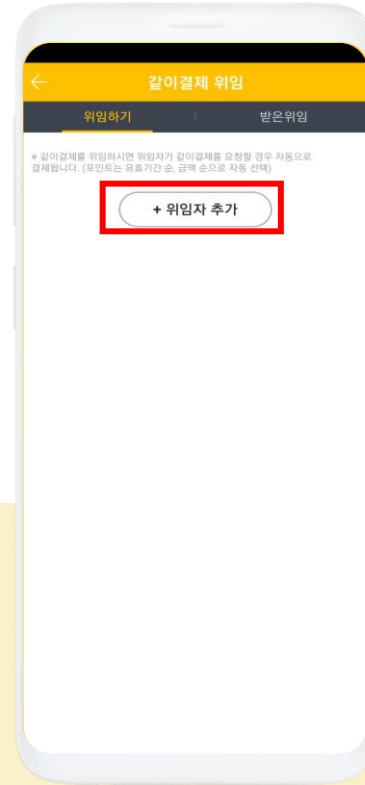 같이결제 위임
위임하기 받은위임
※ 같이결제를 위임하시면 위임자가 같이결제를 요청할 경우 자동으로
결제됩니다. (포인트는 유효기간 순, 금액 순으로 자동 선택)
+ 위임자 추가